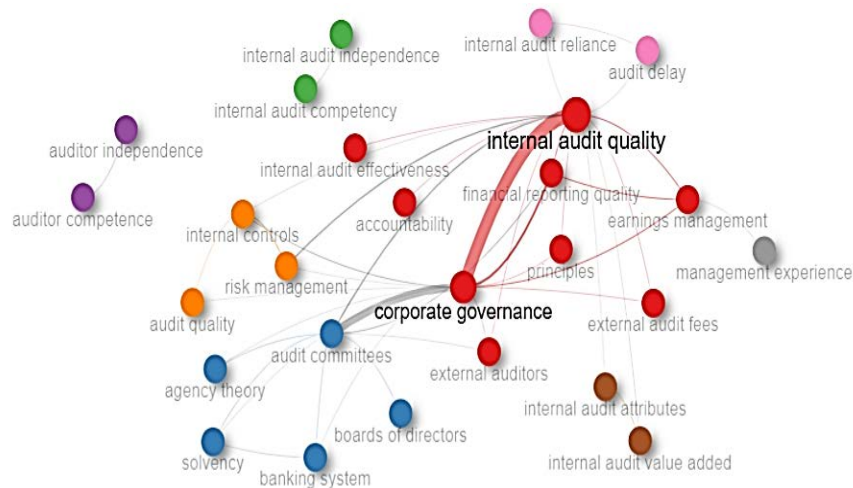 internal audit reliance
internal audit independence
audit delay
internal audit competency
internal audit quality
auditor independence
internal audit effectiveness
financial reporting quality
auditor competence
accountability
earnings management
internal controls
principles
management experience
risk management
corporate governance
audit quality
external audit fees
audit committees
external auditors
agency theory
internal audit attributes
boards of directors
solvency
internal audit value added
banking system